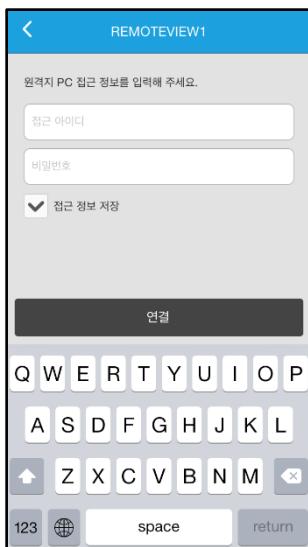 REMOTEVIEW1
원격지 PC 접근 정보를 입력해 주세요.
접근 아이디
비밀번호
접근 정보 저장
연결
Q W E R T Y U I O P
A S D F G H J K L
Z X C V B N M
123 space return